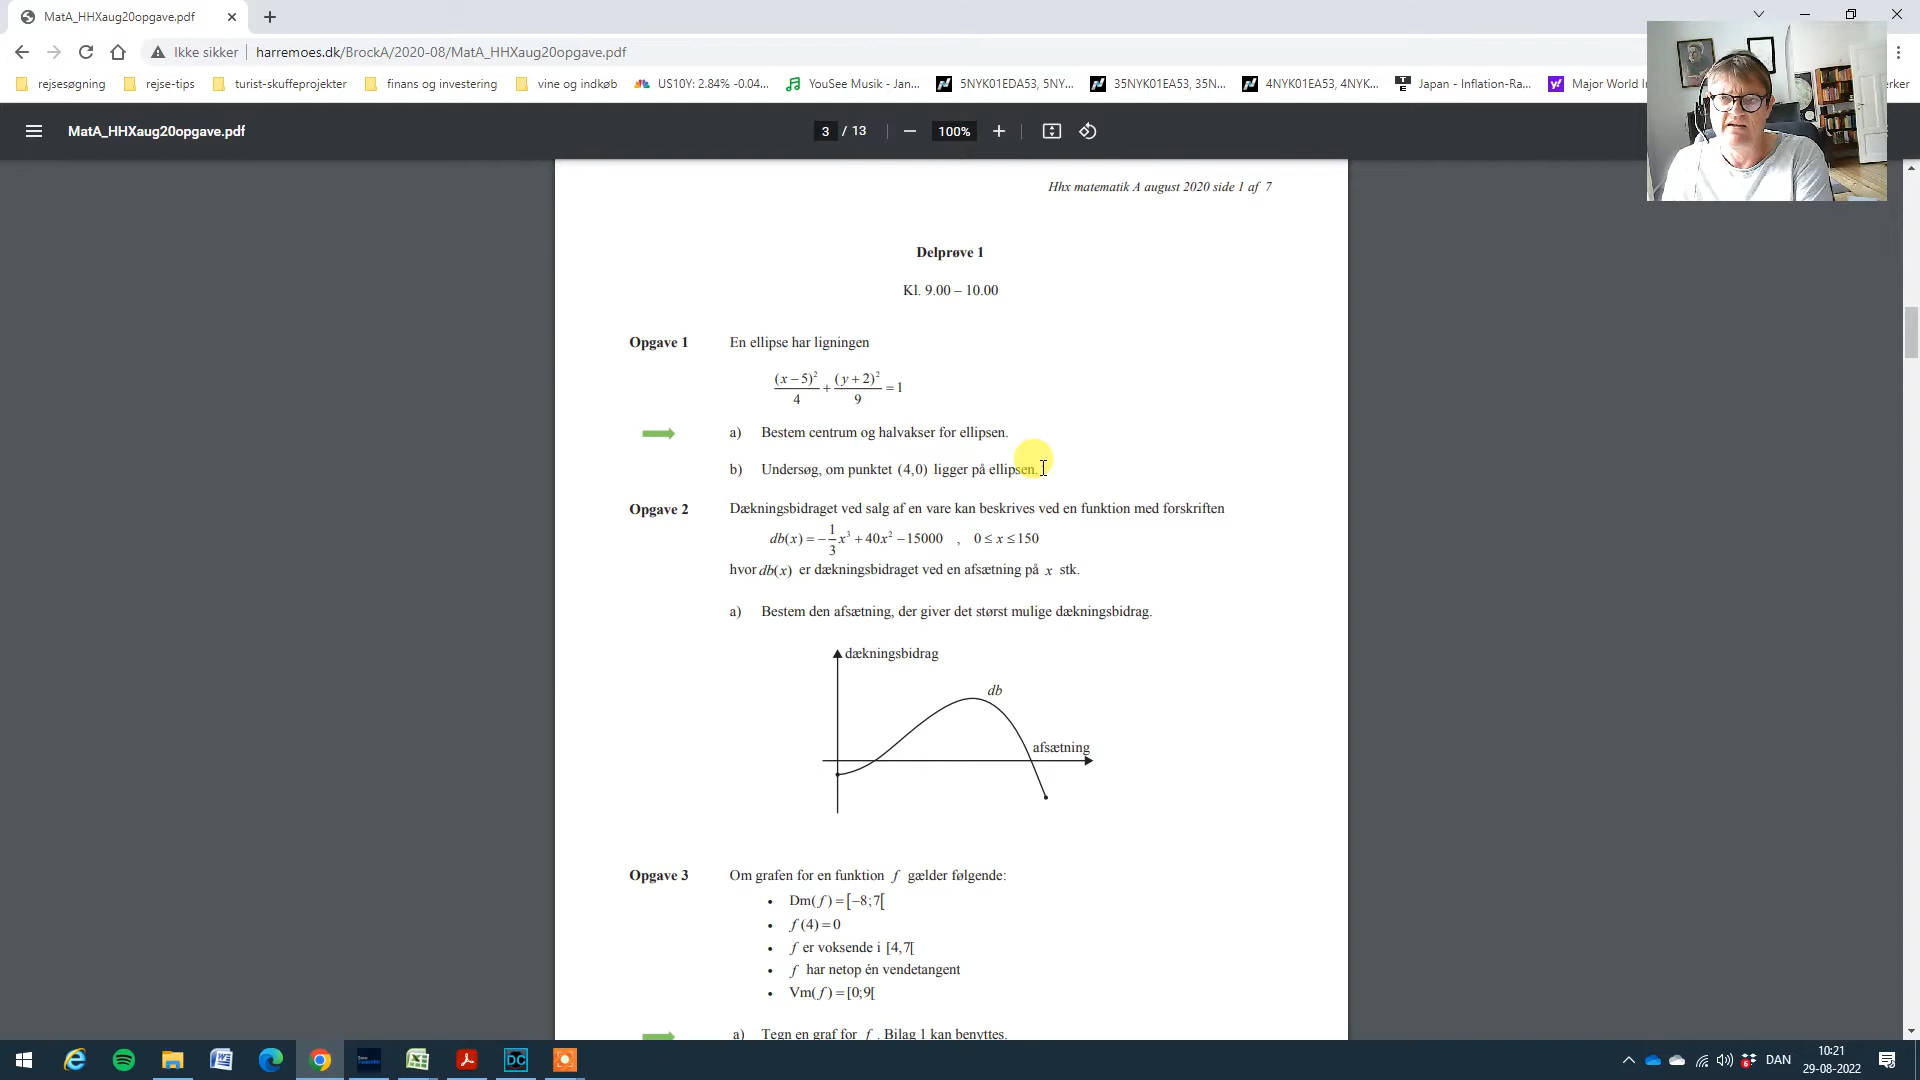 MatA_HHXaug20opgave.pdf
Ikke sikker
harremoes.dk/BrockA/2020-08/MatA_HHXaug20opgave.pdf
rejsesøgning
rejse-tips
turist-skuffeprojekter
finans og investering
vine og indkøb
US10Y: 2.84% -0.04...
YouSee Musik - Jan...
5NYK01EDA53, 5NY...
35NYK01EA53, 35N...
4NYK01EA53, 4NYK...
Japan - Inflation-Ra...
Major World I
erker
MatA_HHXaug20opgave.pdf
3 / 13
100%
Hhx matematik A august 2020 side 1 af 7
Delprøve 1
Kl. 9.00 – 10.00
Opgave 1 En ellipse har ligningen
(x−5)²/4 + (y+2)²/9 = 1
a) Bestem centrum og halvakser for ellipsen.
b) Undersøg, om punktet (4,0) ligger på ellipsen.
Opgave 2 Dækningsbidraget ved salg af en vare kan beskrives ved en funktion med forskriften
db(x) = −1/3x³ + 40x² − 15000 , 0 ≤ x ≤ 150
hvor db(x) er dækningsbidraget ved en afsætning på x stk.
a) Bestem den afsætning, der giver det størst mulige dækningsbidrag.
dækningsbidrag
db
afsætning
Opgave 3 Om grafen for en funktion f gælder følgende:
• Dm(f) = [−8;7[
• f(4) = 0
• f er voksende i [4,7[
• f har netop én vendetangent
• Vm(f) = [0;9[
a) Tegn en graf for f. Bilag 1 kan benyttes.
DC
DAN
10:21
29-08-2022